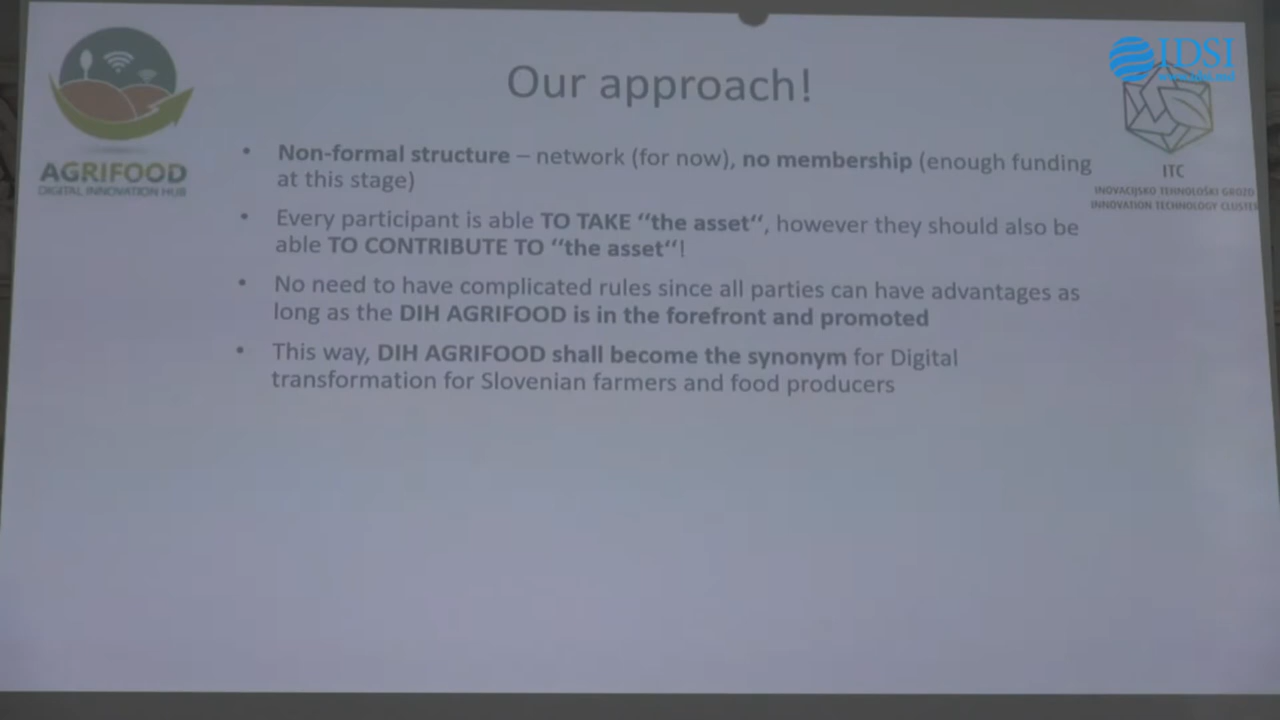 IDSI
www.idsi.md
Our approach!
AGRIFOOD
DIGITAL INNOVATION HUB
ITC
INOVACIJSKO TEHNOLOŠKI GROZD
INNOVATION TECHNOLOGY CLUSTER
• Non-formal structure – network (for now), no membership (enough funding
at this stage)
• Every participant is able TO TAKE “the asset“, however they should also be
able TO CONTRIBUTE TO “the asset“!
• No need to have complicated rules since all parties can have advantages as
long as the DIH AGRIFOOD is in the forefront and promoted
• This way, DIH AGRIFOOD shall become the synonym for Digital
transformation for Slovenian farmers and food producers